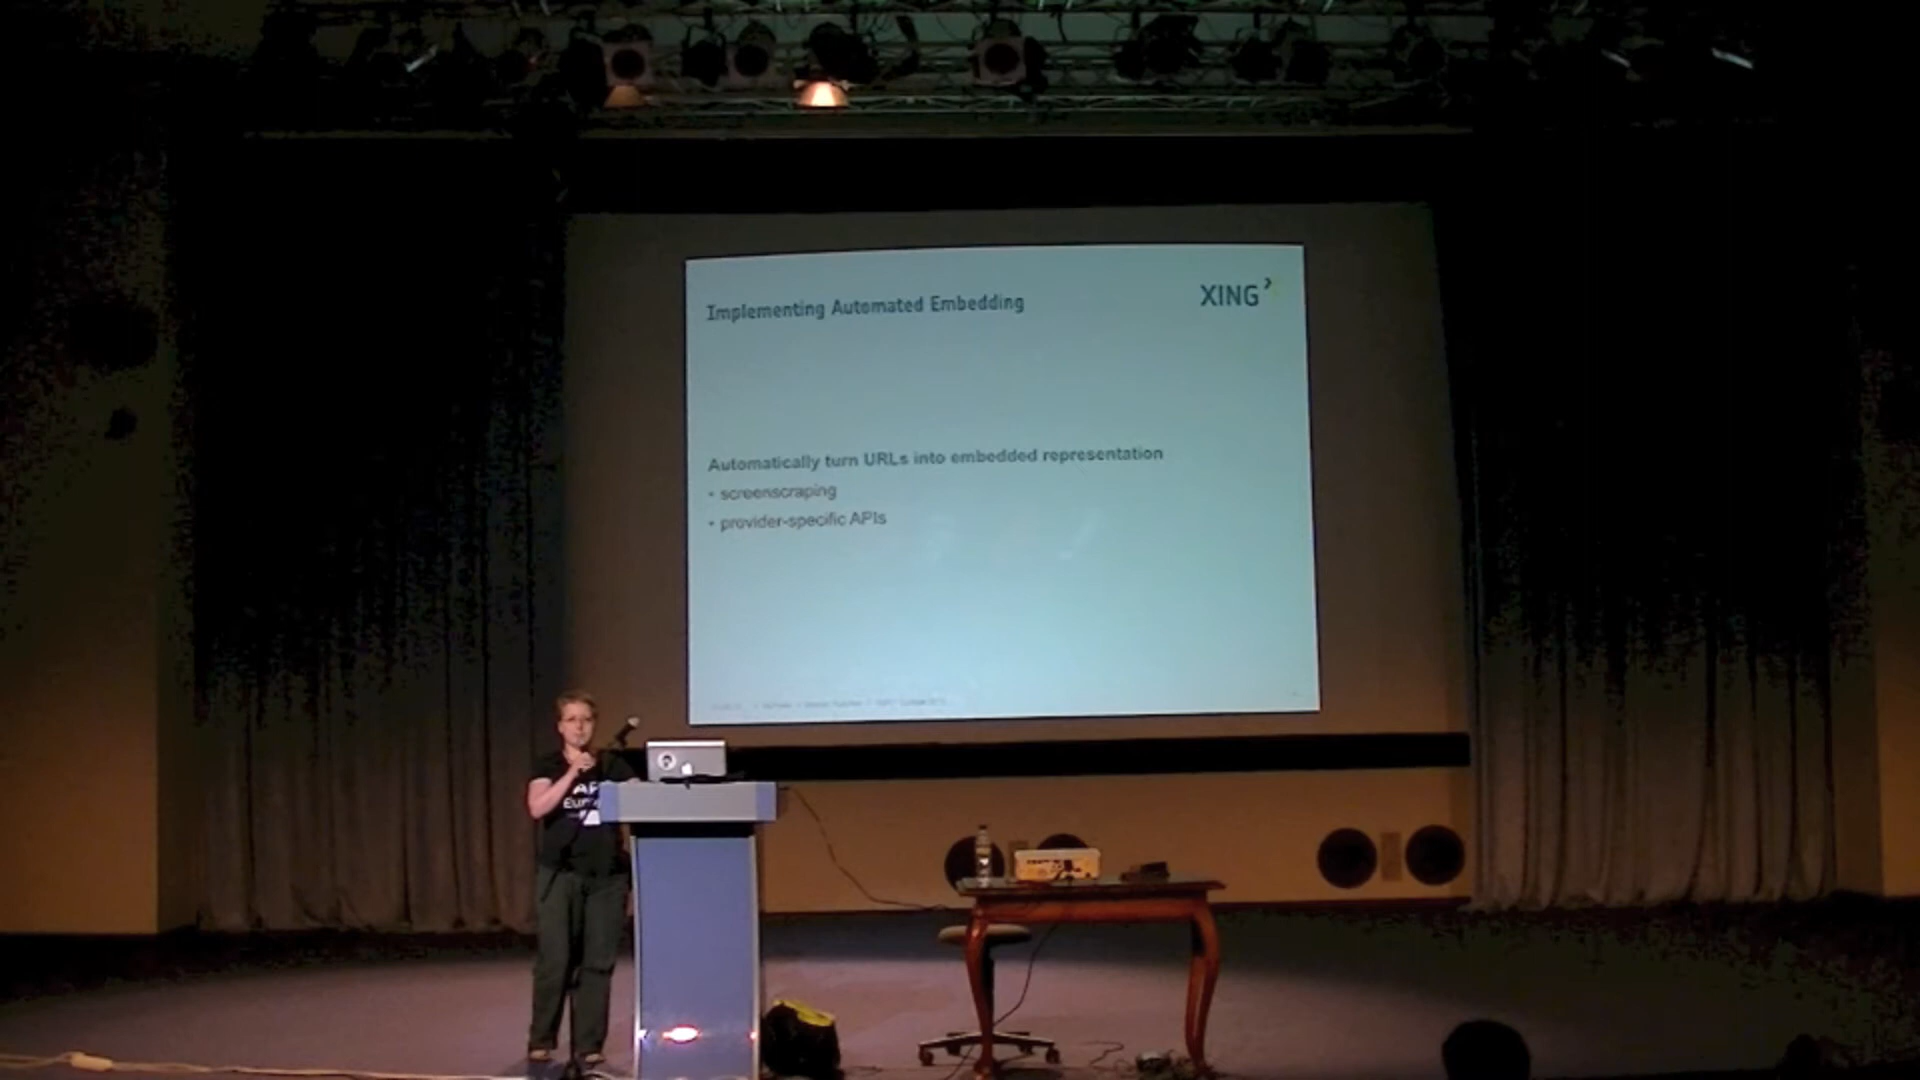 Implementing Automated Embedding
XING
Automatically turn URLs into embedded representation
• screenscraping
• provider-specific APIs